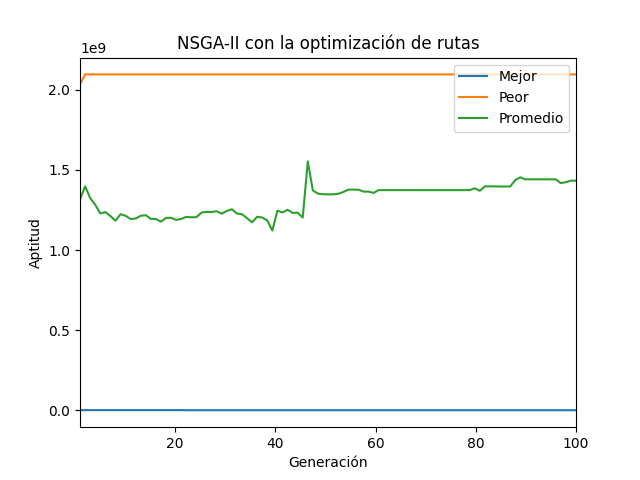 NSGA-II con la optimización de rutas
1e9
Mejor
Peor
Promedio
2.0
1.5
1.0
0.5
0.0
Aptitud
20
40
60
80
100
Generación